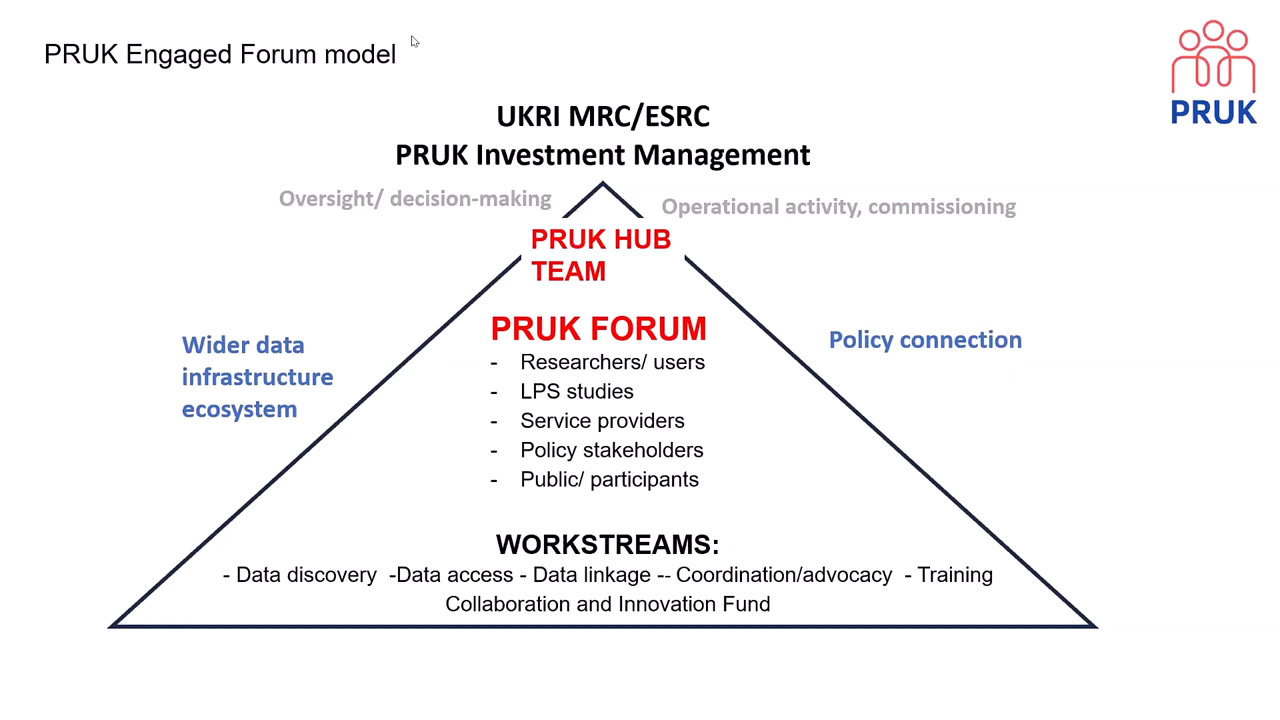 PRUK Engaged Forum model
PRUK
UKRI MRC/ESRC
PRUK Investment Management
Oversight/ decision-making
Operational activity, commissioning
PRUK HUB
TEAM
PRUK FORUM
- Researchers/ users
- LPS studies
- Service providers
- Policy stakeholders
- Public/ participants
Wider data
infrastructure
ecosystem
Policy connection
WORKSTREAMS:
- Data discovery -Data access - Data linkage -- Coordination/advocacy - Training
Collaboration and Innovation Fund